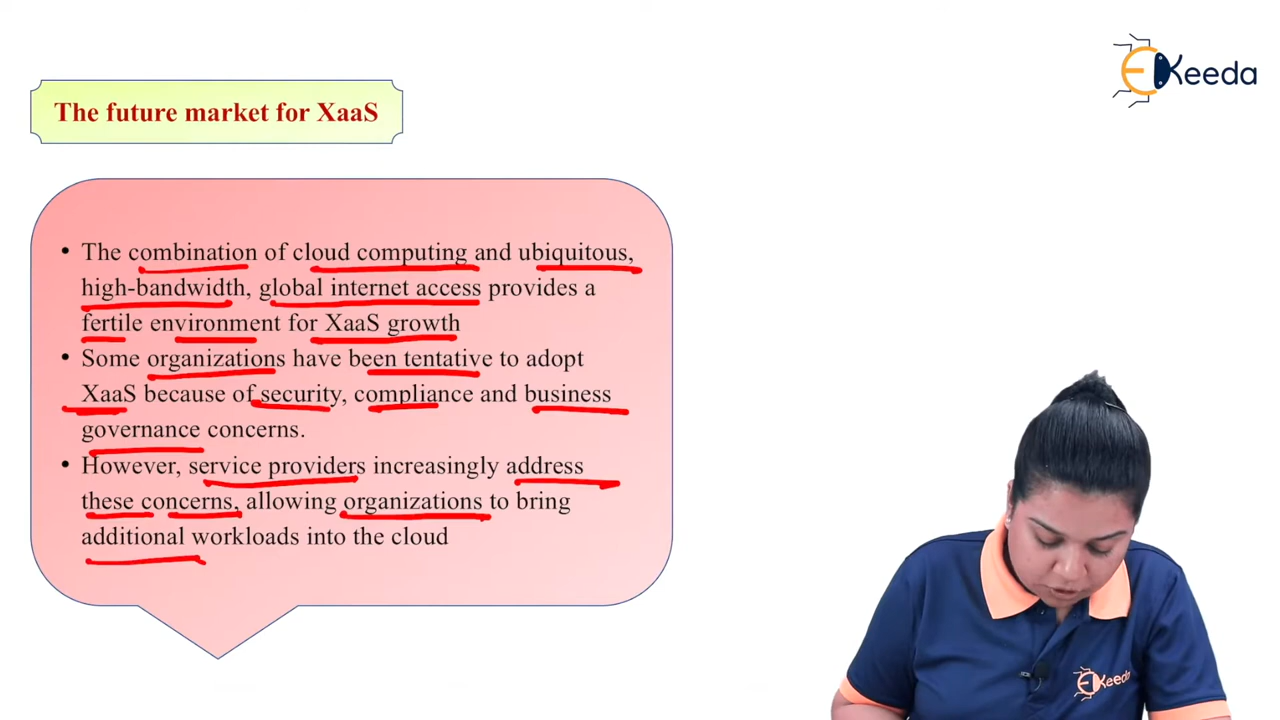 The future market for XaaS
EKeeda
• The combination of cloud computing and ubiquitous,
high-bandwidth, global internet access provides a
fertile environment for XaaS growth
• Some organizations have been tentative to adopt
XaaS because of security, compliance and business
governance concerns.
• However, service providers increasingly address
these concerns, allowing organizations to bring
additional workloads into the cloud
EKeeda